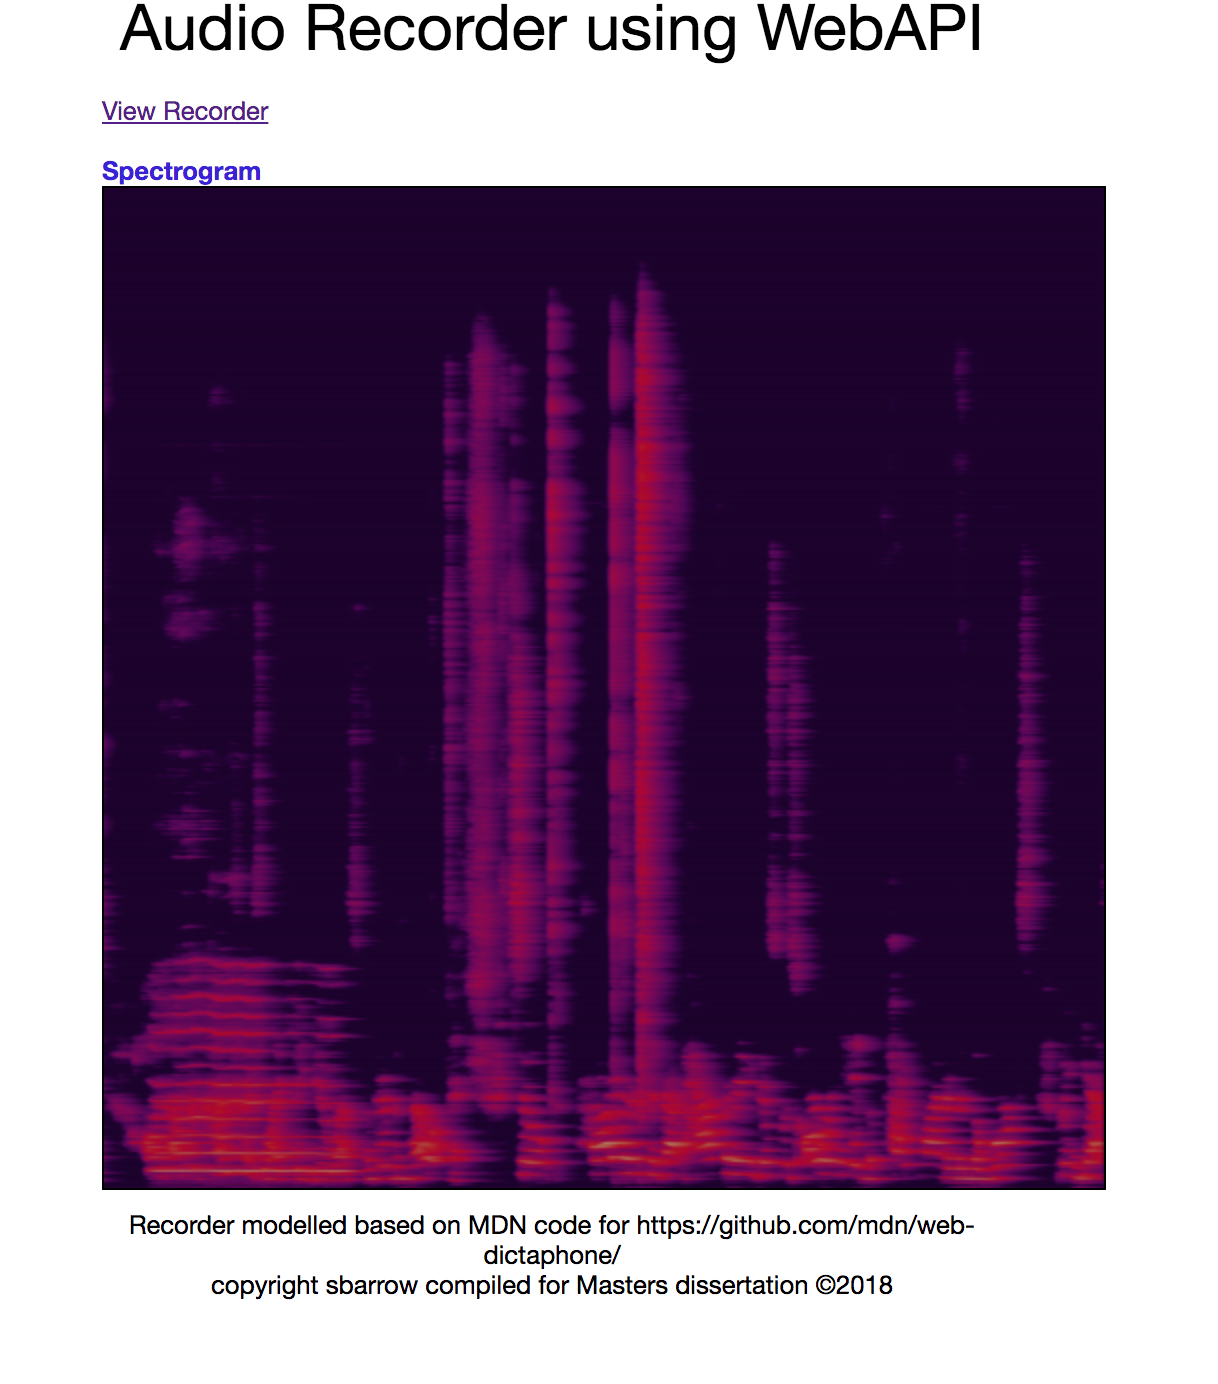 Audio Recorder using WebAPI
View Recorder
Spectrogram
Recorder modelled based on MDN code for https://github.com/mdn/web-
dictaphone/
copyright sbarrow compiled for Masters dissertation ©2018